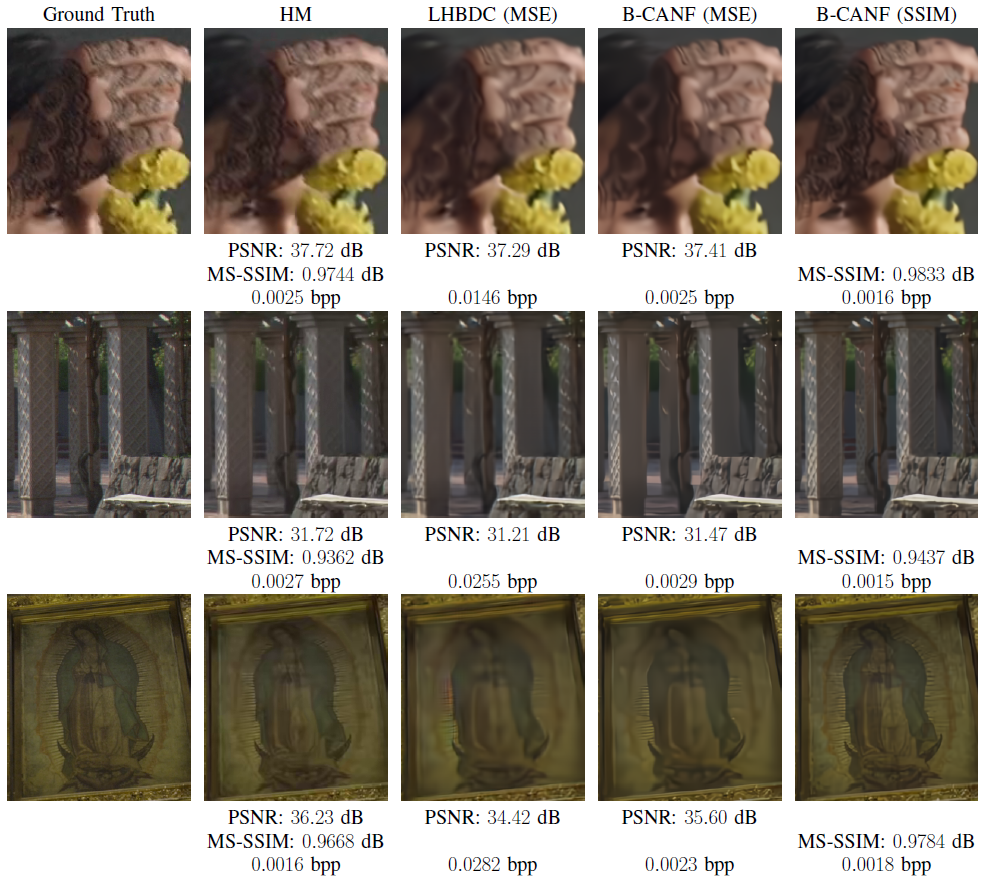 Ground Truth HM LHBDC (MSE) B-CANF (MSE) B-CANF (SSIM)
PSNR: 37.72 dB PSNR: 37.29 dB PSNR: 37.41 dB
MS-SSIM: 0.9744 dB MS-SSIM: 0.9833 dB
0.0025 bpp 0.0146 bpp 0.0025 bpp 0.0016 bpp
PSNR: 31.72 dB PSNR: 31.21 dB PSNR: 31.47 dB
MS-SSIM: 0.9362 dB MS-SSIM: 0.9437 dB
0.0027 bpp 0.0255 bpp 0.0029 bpp 0.0015 bpp
PSNR: 36.23 dB PSNR: 34.42 dB PSNR: 35.60 dB
MS-SSIM: 0.9668 dB MS-SSIM: 0.9784 dB
0.0016 bpp 0.0282 bpp 0.0023 bpp 0.0018 bpp